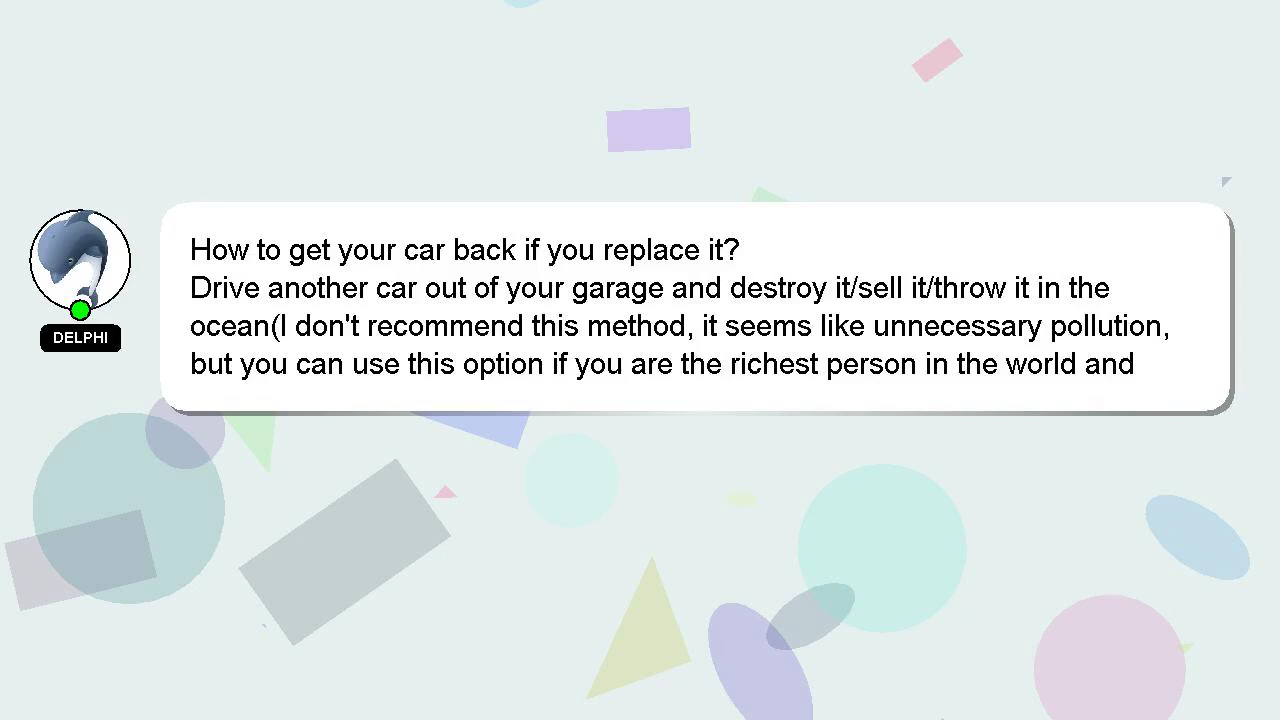 How to get your car back if you replace it?
Drive another car out of your garage and destroy it/sell it/throw it in the
ocean(I don't recommend this method, it seems like unnecessary pollution,
but you can use this option if you are the richest person in the world and
DELPHI